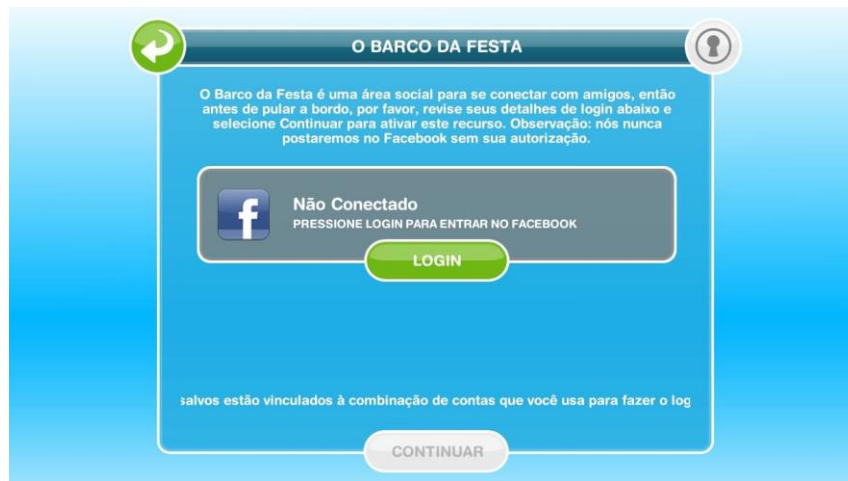 O BARCO DA FESTA
O Barco da Festa é uma área social para se conectar com amigos, então
antes de pular a bordo, por favor, revise seus detalhes de login abaixo e
selecione Continuar para ativar este recurso. Observação: nós nunca
postaremos no Facebook sem sua autorização.
f
Não Conectado
PRESSIONE LOGIN PARA ENTRAR NO FACEBOOK
LOGIN
salvos estão vinculados à combinação de contas que você usa para fazer o log
CONTINUAR